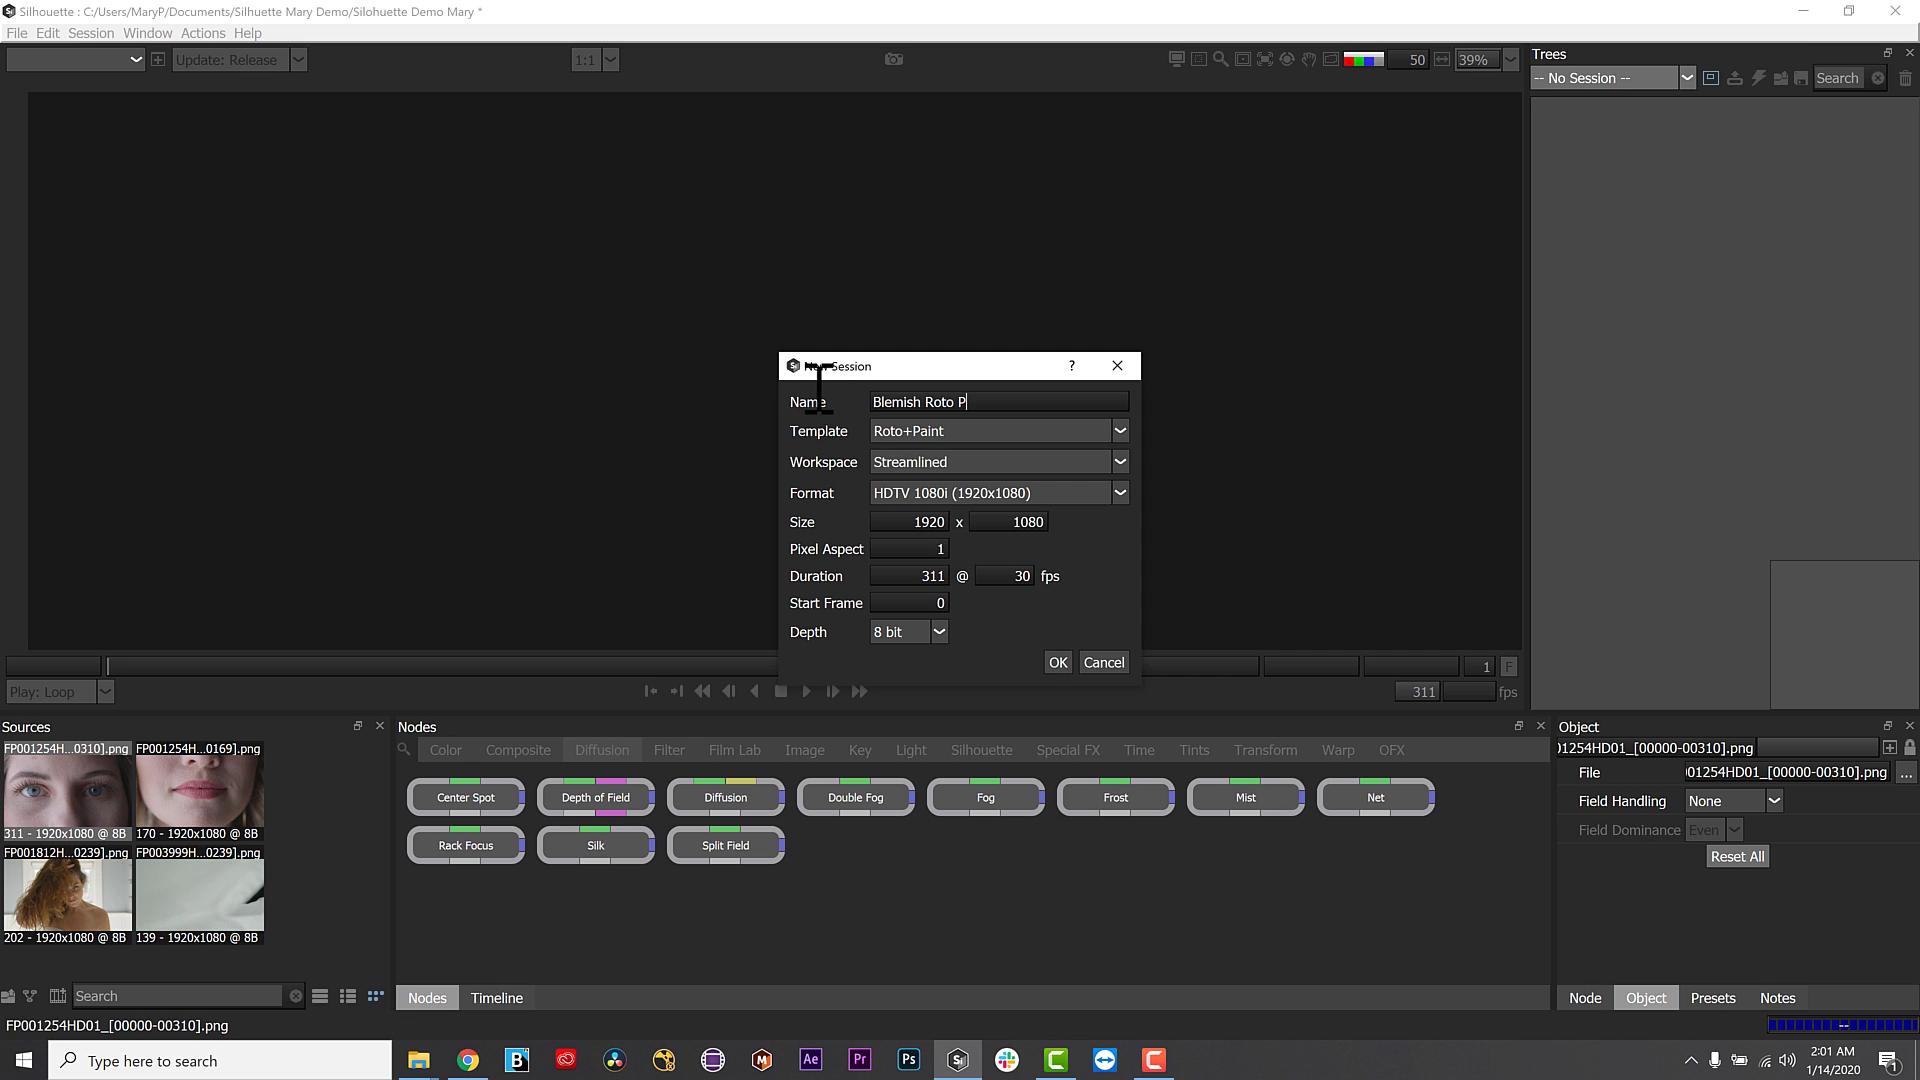 Silhouette : C:/Users/MaryP/Documents/Silhuette Mary Demo/Silohuette Demo Mary *
File Edit Session Window Actions Help
Update: Release
1:1
50
39%
Trees
-- No Session --
Search
New Session
?
Name Blemish Roto P
Template Roto+Paint
Workspace Streamlined
Format HDTV 1080i (1920x1080)
Size 1920 x 1080
Pixel Aspect 1
Duration 311 @ 30 fps
Start Frame 0
Depth 8 bit
OK Cancel
1 F
Play: Loop
311 fps
Sources
FP001254H...0310].png FP001254H...0169].png
311 - 1920x1080 @ 8B 170 - 1920x1080 @ 8B
FP001812H...0239].png FP003999H...0239].png
202 - 1920x1080 @ 8B 139 - 1920x1080 @ 8B
Search
FP001254HD01_[00000-00310].png
Nodes
Color Composite Diffusion Filter Film Lab Image Key Light Silhouette Special FX Time Tints Transform Warp OFX
Center Spot Depth of Field Diffusion Double Fog Fog Frost Mist Net
Rack Focus Silk Split Field
Nodes Timeline
Object
01254HD01_[00000-00310].png
File 001254HD01_[00000-00310].png ...
Field Handling None
Field Dominance Even
Reset All
Node Object Presets Notes
--
Type here to search
Ae Pr Ps
2:01 AM
1/14/2020
1